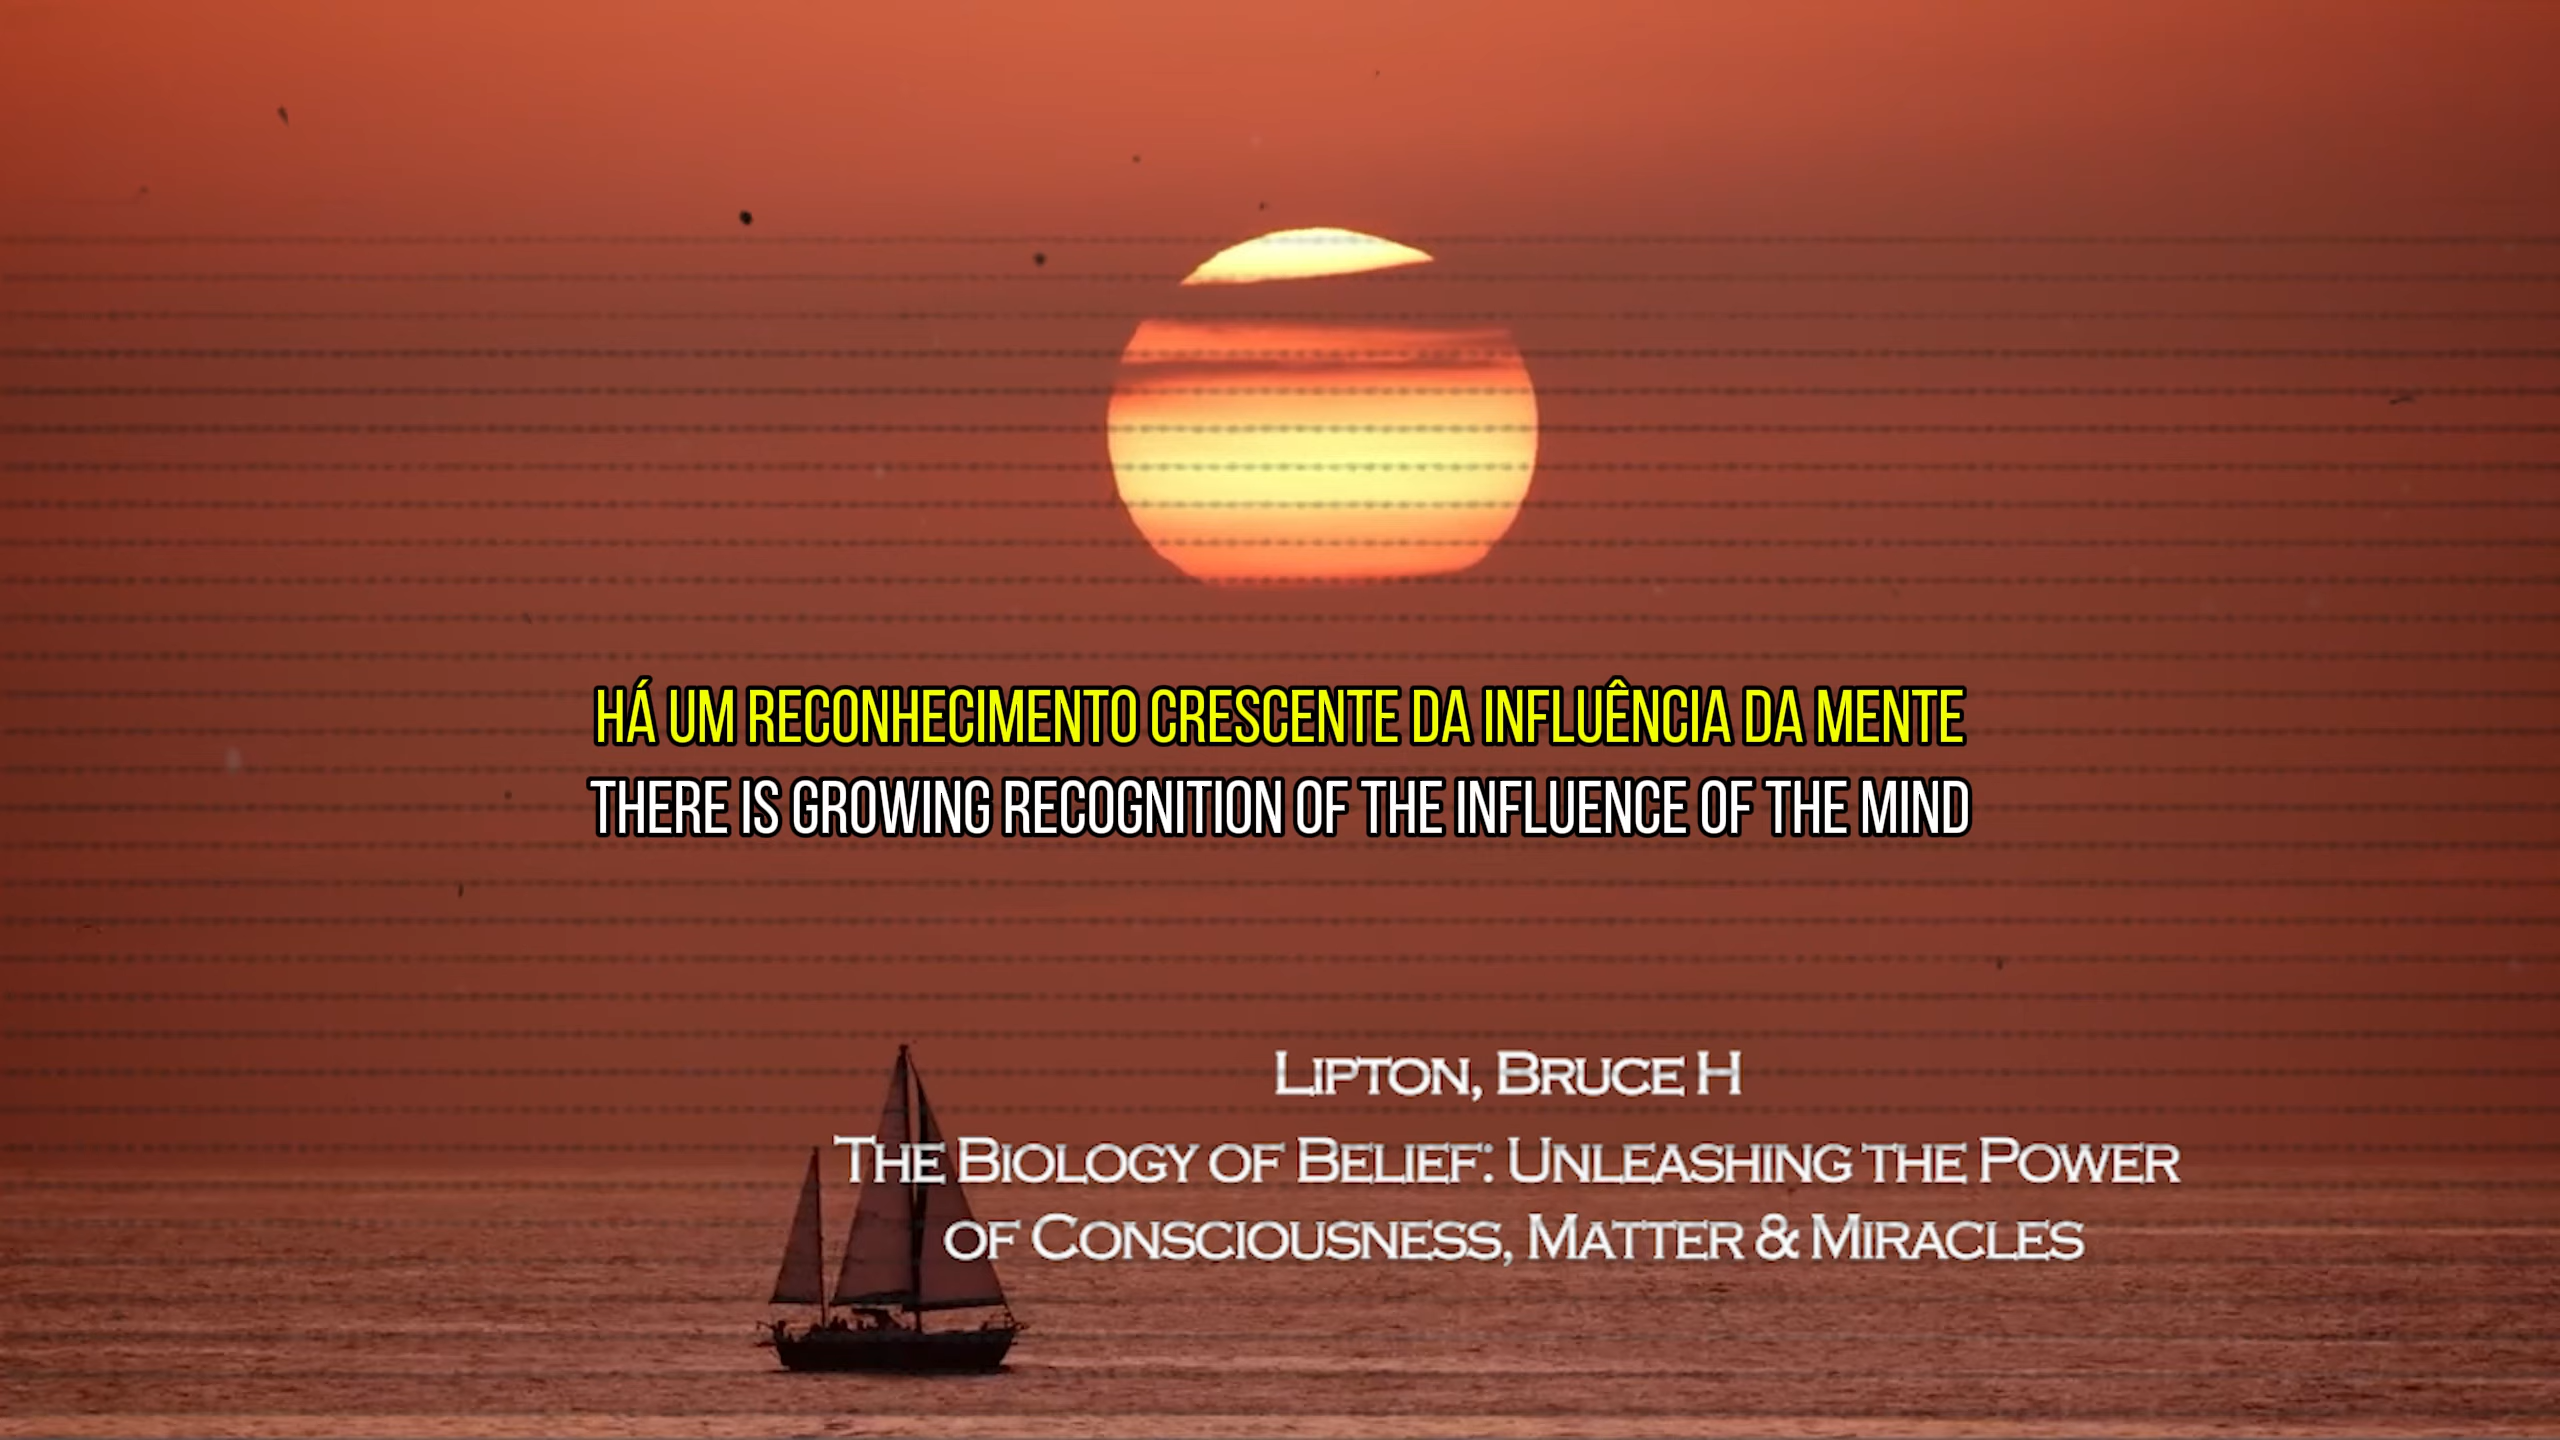 HÁ UM RECONHECIMENTO CRESCENTE DA INFLUÊNCIA DA MENTE
THERE IS GROWING RECOGNITION OF THE INFLUENCE OF THE MIND
LIPTON, BRUCE H
THE BIOLOGY OF BELIEF: UNLEASHING THE POWER
OF CONSCIOUSNESS, MATTER & MIRACLES